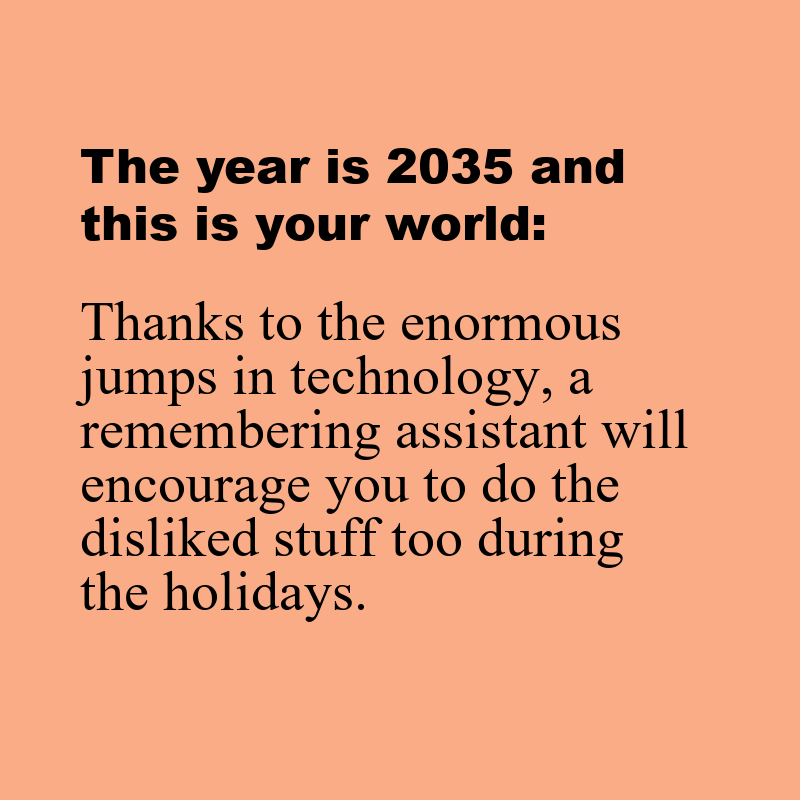 The year is 2035 and
this is your world:
Thanks to the enormous
jumps in technology, a
remembering assistant will
encourage you to do the
disliked stuff too during
the holidays.